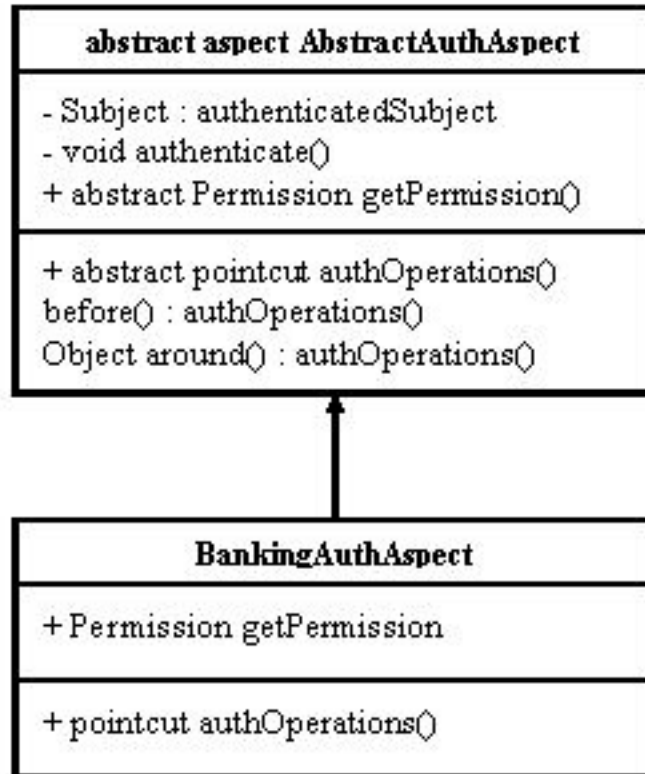 abstract aspect AbstractAuthAspect
- Subject : authenticatedSubject
- void authenticate()
+ abstract Permission getPermission()
+ abstract pointcut authOperations()
before() : authOperations()
Object around() : authOperations()
BankingAuthAspect
+ Permission getPermission
+ pointcut authOperations()